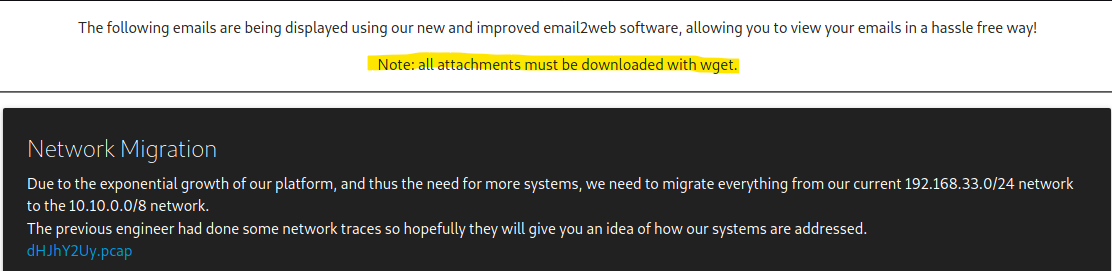 The following emails are being displayed using our new and improved email2web software, allowing you to view your emails in a hassle free way!
Note: all attachments must be downloaded with wget.
Network Migration
Due to the exponential growth of our platform, and thus the need for more systems, we need to migrate everything from our current 192.168.33.0/24 network
to the 10.10.0.0/8 network.
The previous engineer had done some network traces so hopefully they will give you an idea of how our systems are addressed.
dHJhY2Uy.pcap